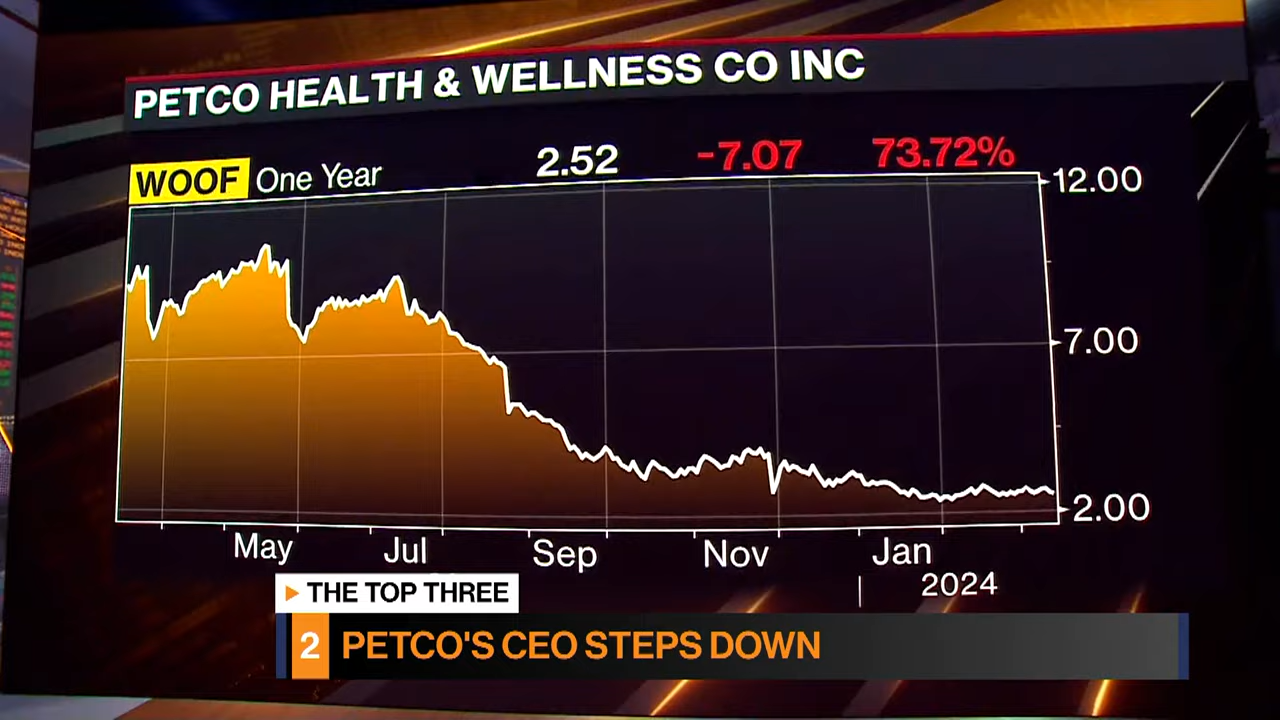 PETCO HEALTH & WELLNESS CO INC
WOOF One Year 2.52 -7.07 73.72%
12.00
7.00
2.00
May Jul Sep Nov Jan
2024
THE TOP THREE
2 PETCO'S CEO STEPS DOWN